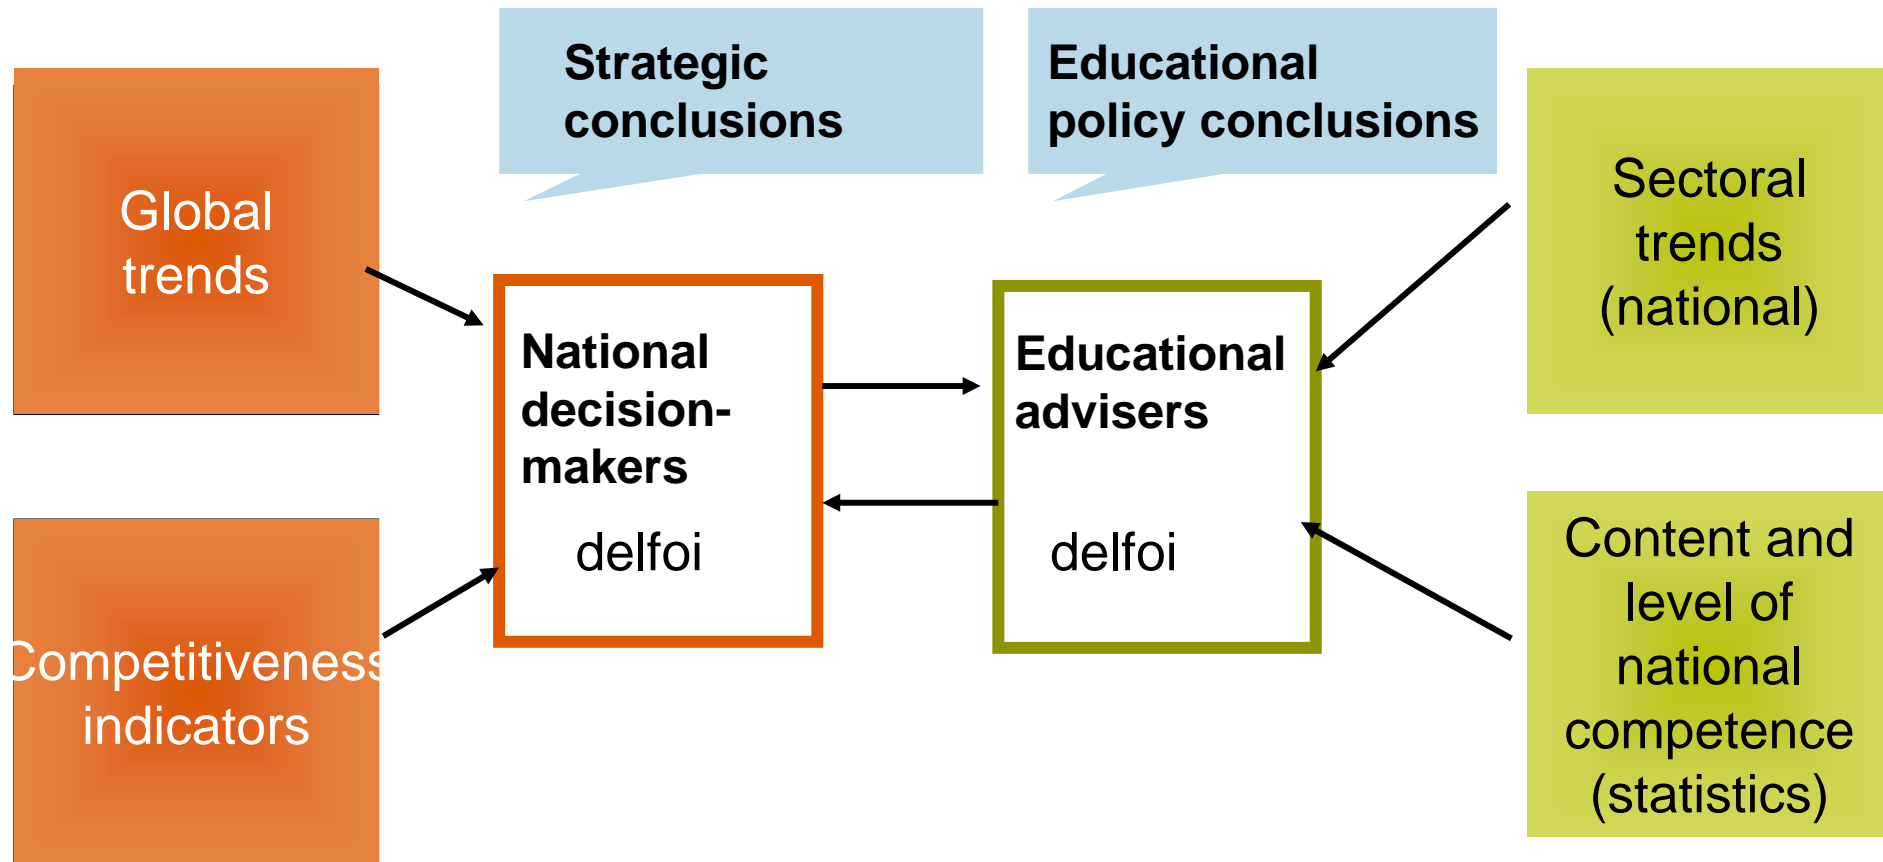 Strategic
conclusions
Educational
policy conclusions
Global
trends
Sectoral
trends
(national)
National
decision-
makers
delfoi
Educational
advisers
delfoi
Competitiveness
indicators
Content and
level of
national
competence
(statistics)